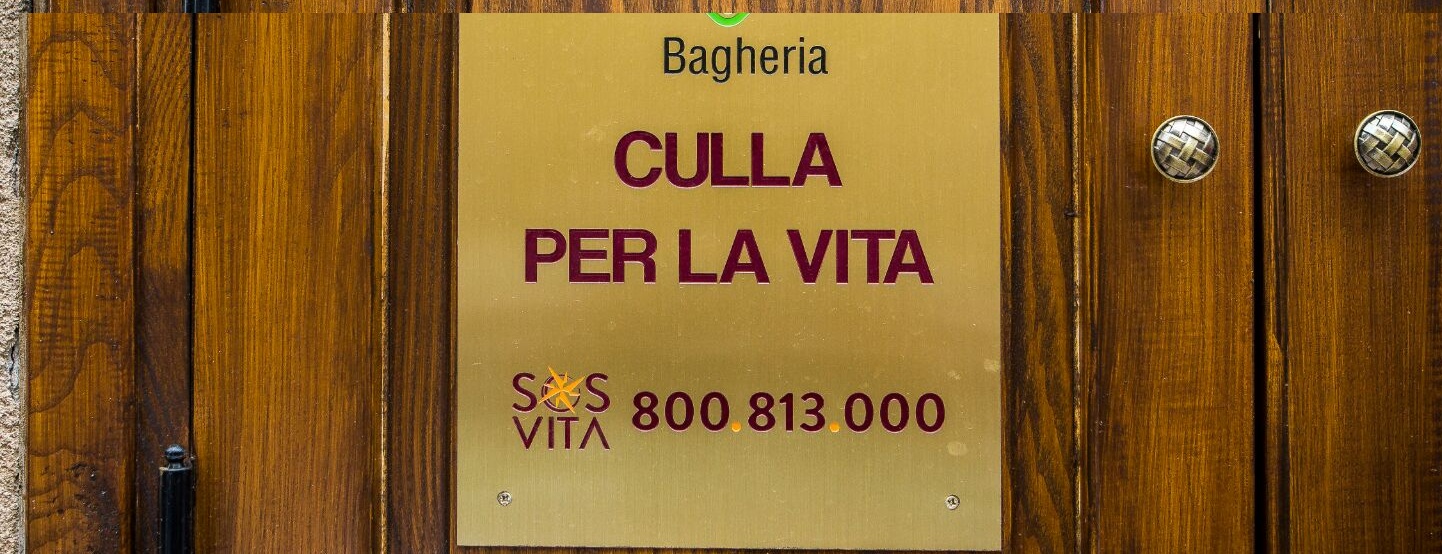 Bagheria
CULLA
PER LA VITA
SOS
VITA
800.813.000